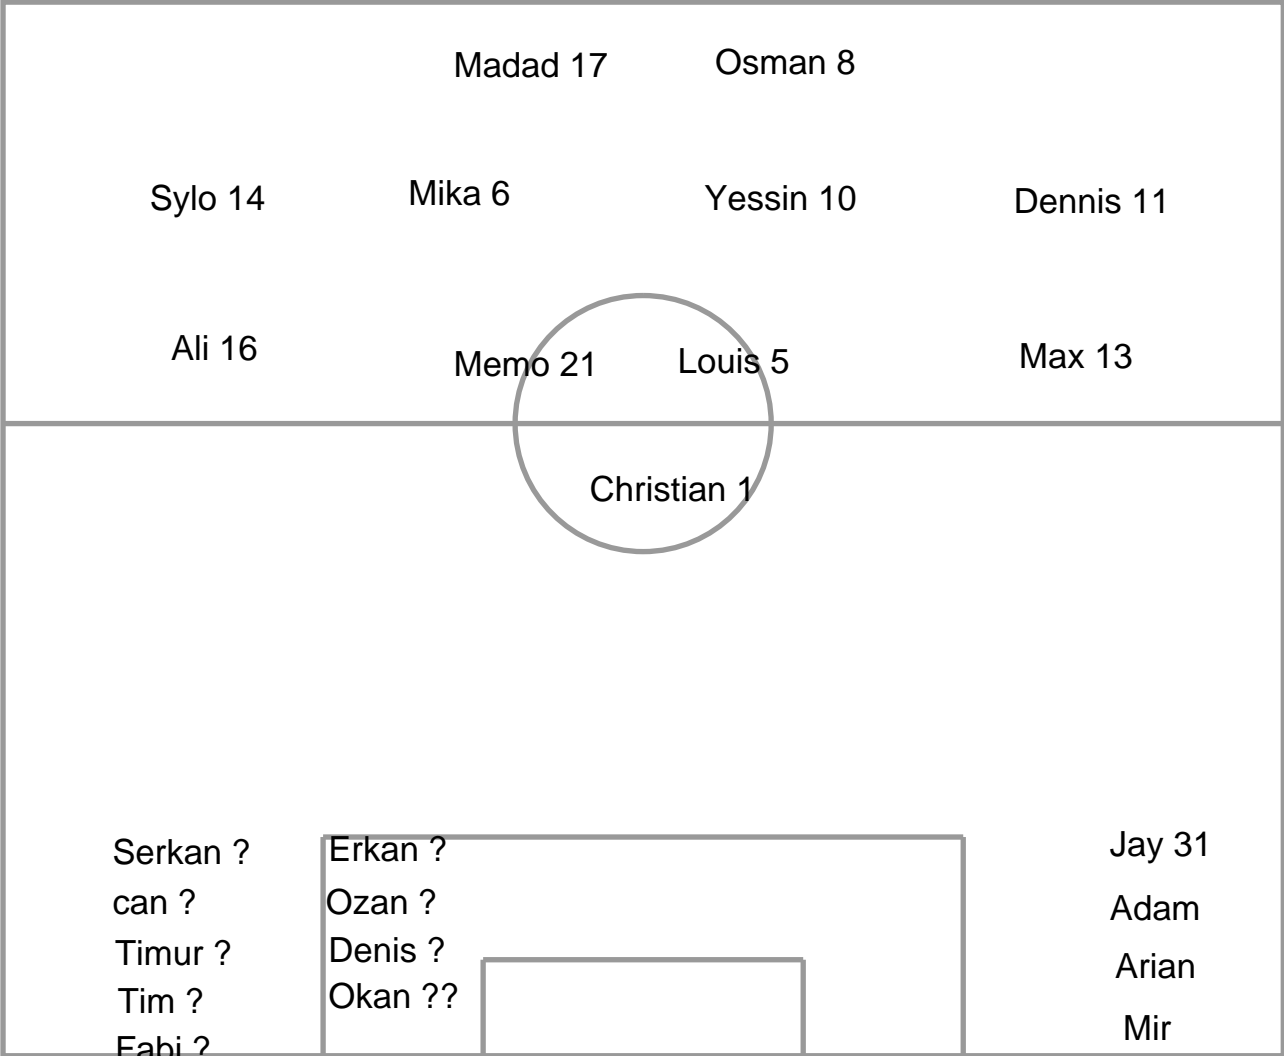 Madad 17
Osman 8
Sylo 14
Mika 6
Yessin 10
Dennis 11
Ali 16
Memo 21
Louis 5
Max 13
Christian 1
Serkan ?
Erkan ?
Jay 31
can ?
Ozan ?
Adam
Timur ?
Denis ?
Arian
Tim ?
Okan ??
Mir
Fabi ?